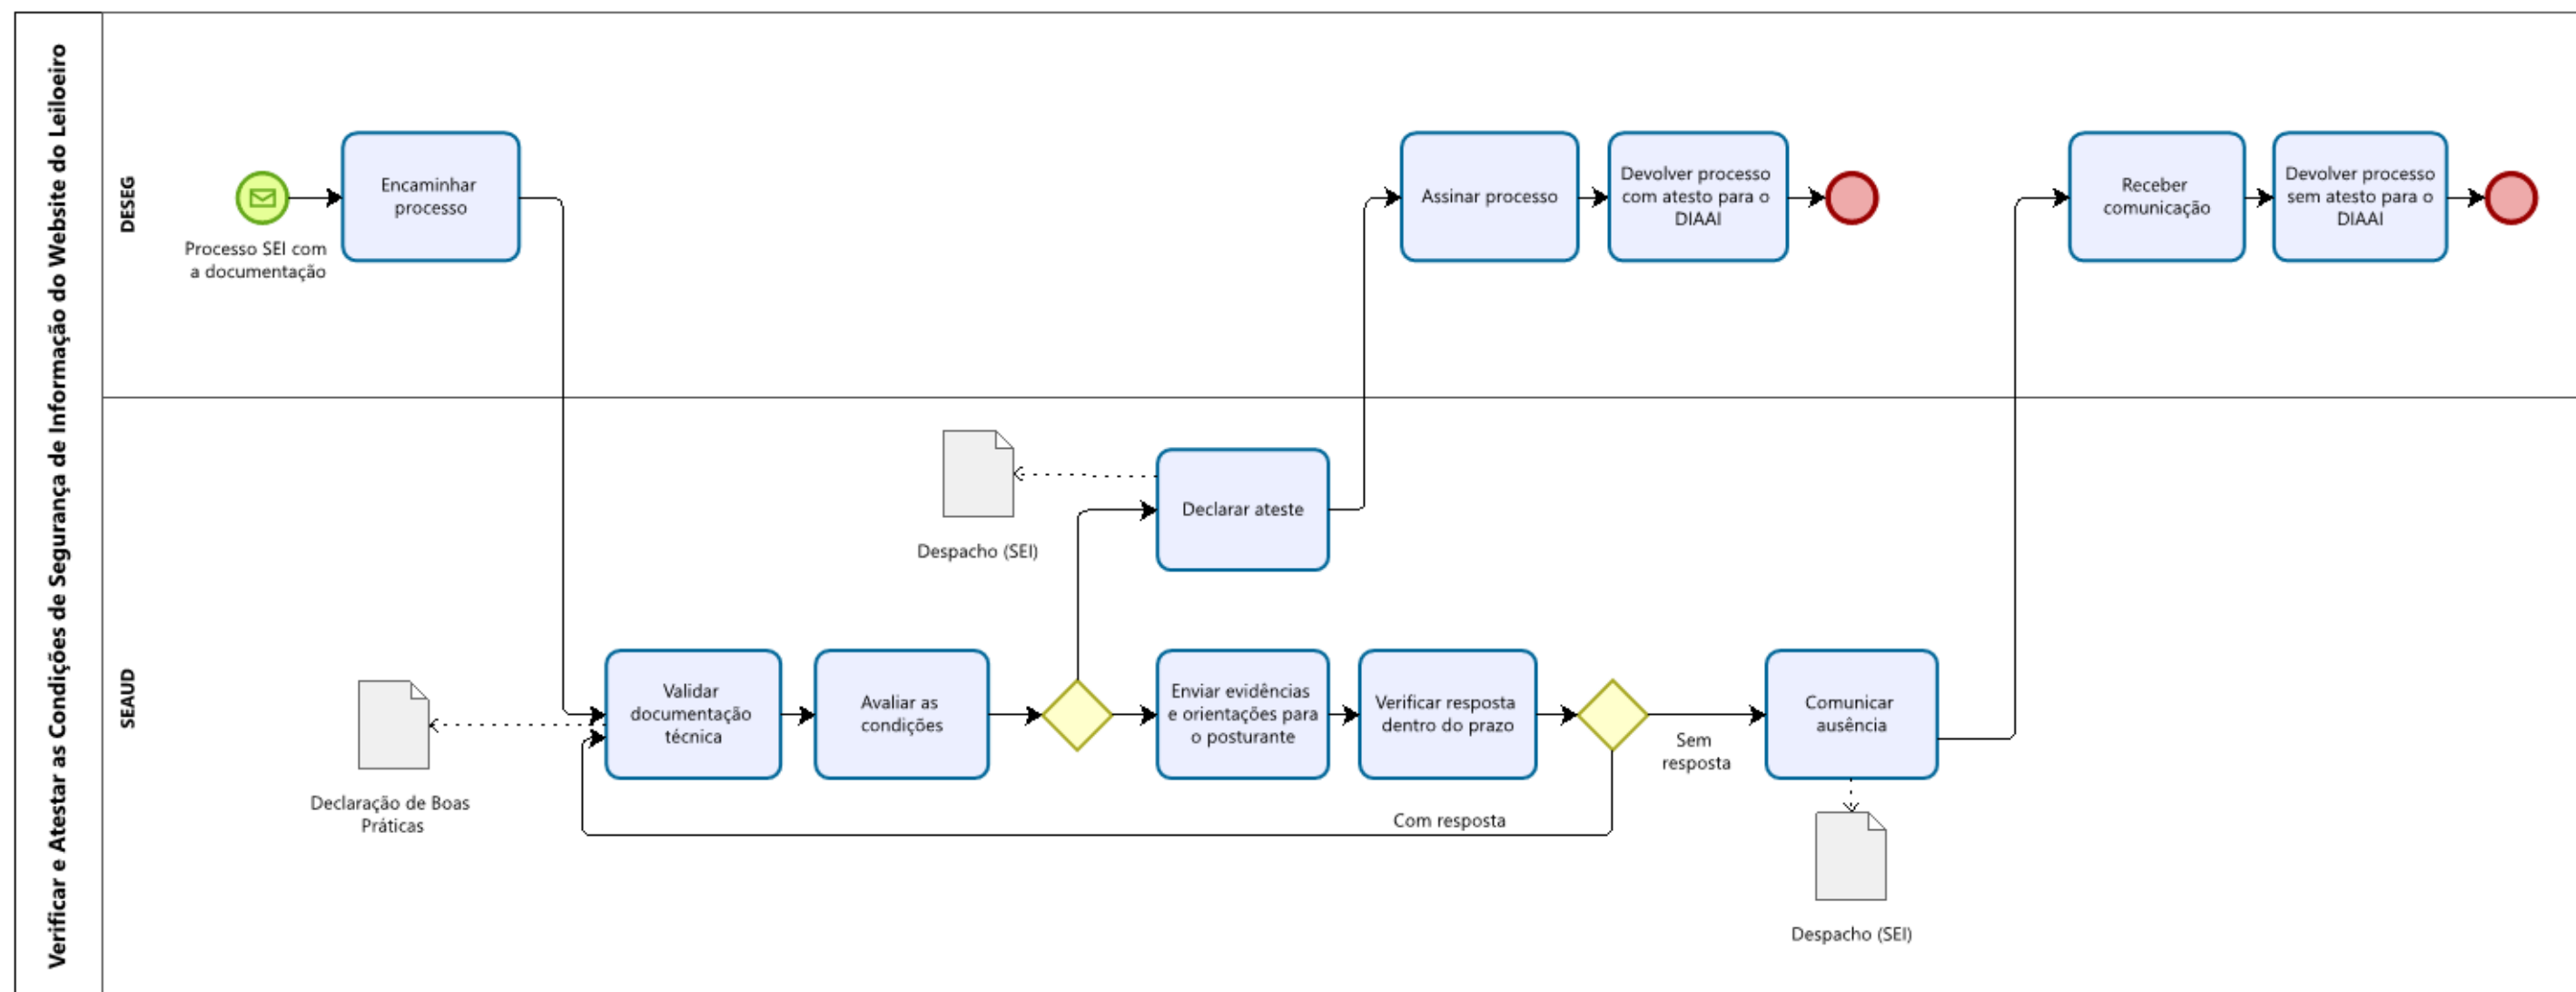 Verificar e Atestar as Condições de Segurança de Informação do Website do Leiloeiro
DESEG
Processo SEI com
a documentação
Encaminhar
processo
Assinar processo
Devolver processo
com atesto para o
DIAAI
Receber
comunicação
Devolver processo
sem atesto para o
DIAAI
SEAUD
Despacho (SEI)
Declarar ateste
Declaração de Boas
Práticas
Validar
documentação
técnica
Avaliar as
condições
Enviar evidências
e orientações para
o posturante
Verificar resposta
dentro do prazo
Sem
resposta
Com resposta
Comunicar
ausência
Despacho (SEI)